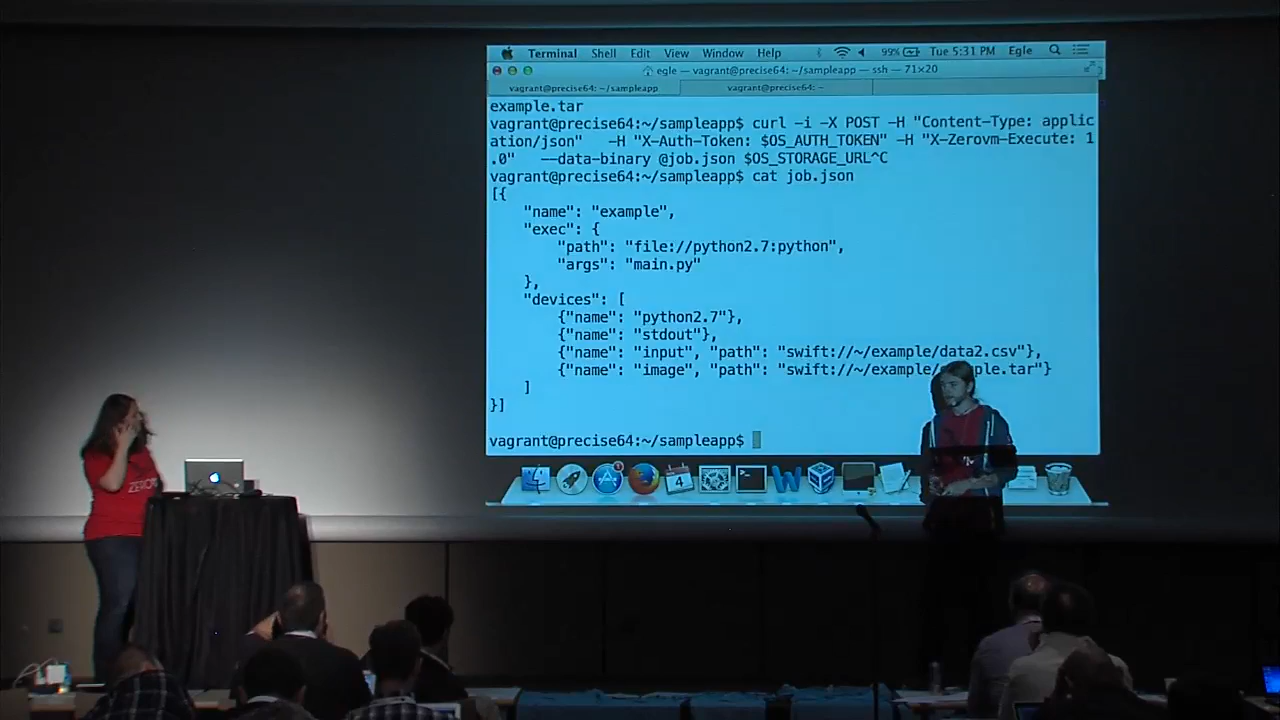 Terminal Shell Edit View Window Help 99% Tue 5:31 PM Egle
egle — vagrant@precise64: ~/sampleapp — ssh — 71×20
vagrant@precise64: ~/sampleapp vagrant@precise64: ~
example.tar
vagrant@precise64:~/sampleapp$ curl -i -X POST -H "Content-Type: applic
ation/json" -H "X-Auth-Token: $OS_AUTH_TOKEN" -H "X-Zerovm-Execute: 1
.0" --data-binary @job.json $OS_STORAGE_URL^C
vagrant@precise64:~/sampleapp$ cat job.json
[{
"name": "example",
"exec": {
"path": "file://python2.7:python",
"args": "main.py"
},
"devices": [
{"name": "python2.7"},
{"name": "stdout"},
{"name": "input", "path": "swift://~/example/data2.csv"},
{"name": "image", "path": "swift://~/example/example.tar"}
]
}]
vagrant@precise64:~/sampleapp$
4